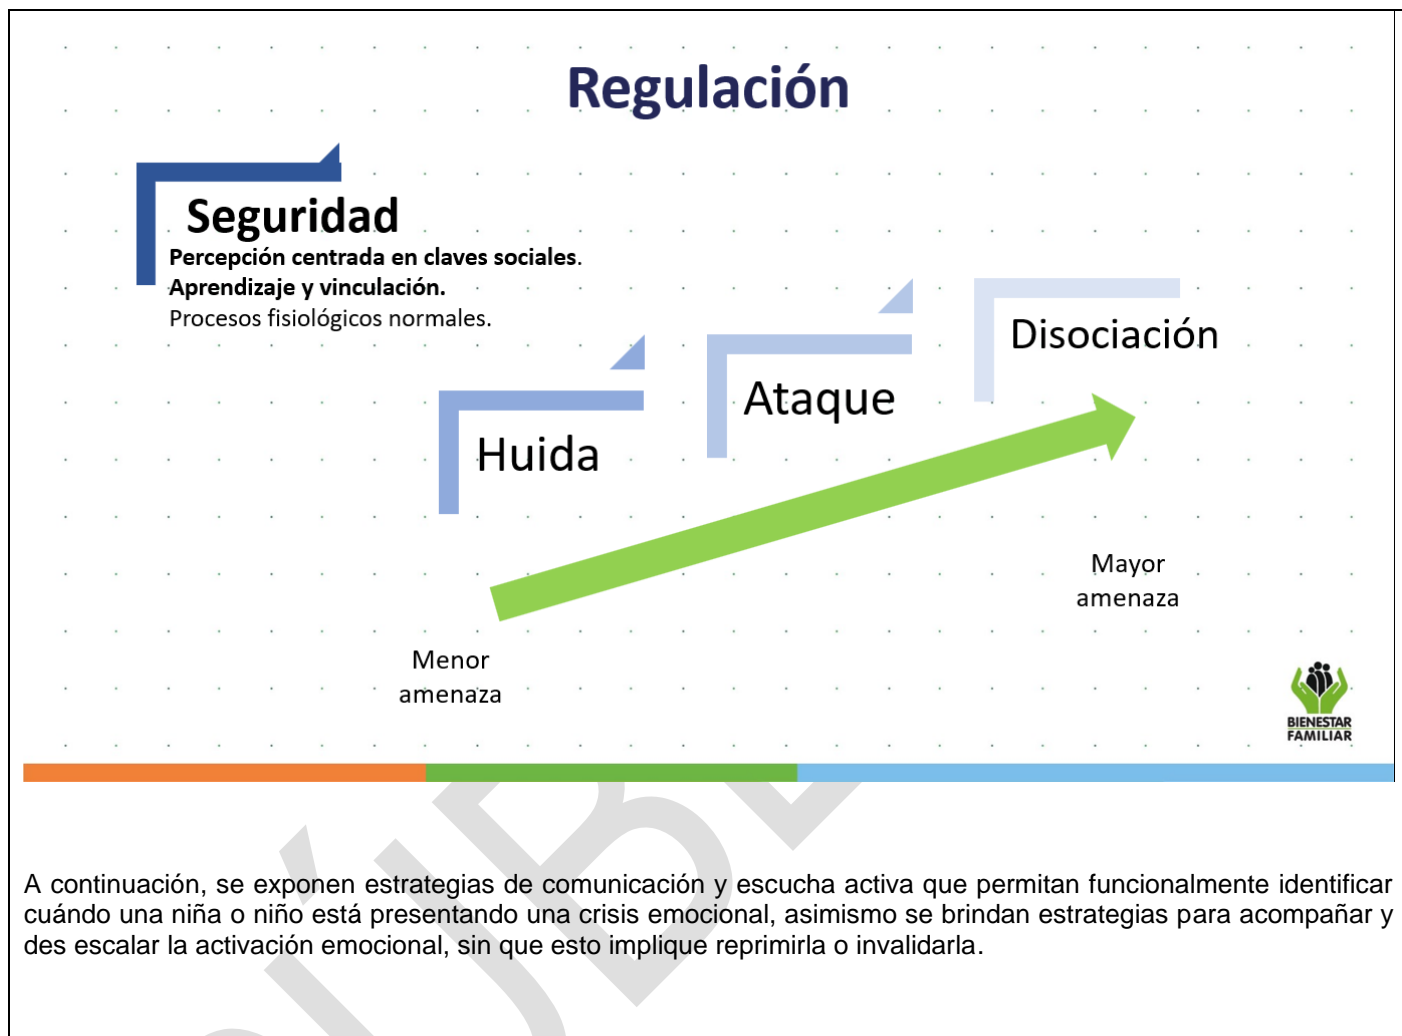 Regulación
Seguridad
Percepción centrada en claves sociales.
Aprendizaje y vinculación.
Procesos fisiológicos normales.
Disociación
Ataque
Huida
Mayor
amenaza
Menor
amenaza
BIENESTAR
FAMILIAR
A continuación, se exponen estrategias de comunicación y escucha activa que permitan funcionalmente identificar
cuándo una niña o niño está presentando una crisis emocional, asimismo se brindan estrategias para acompañar y
des escalar la activación emocional, sin que esto implique reprimirla o invalidarla.